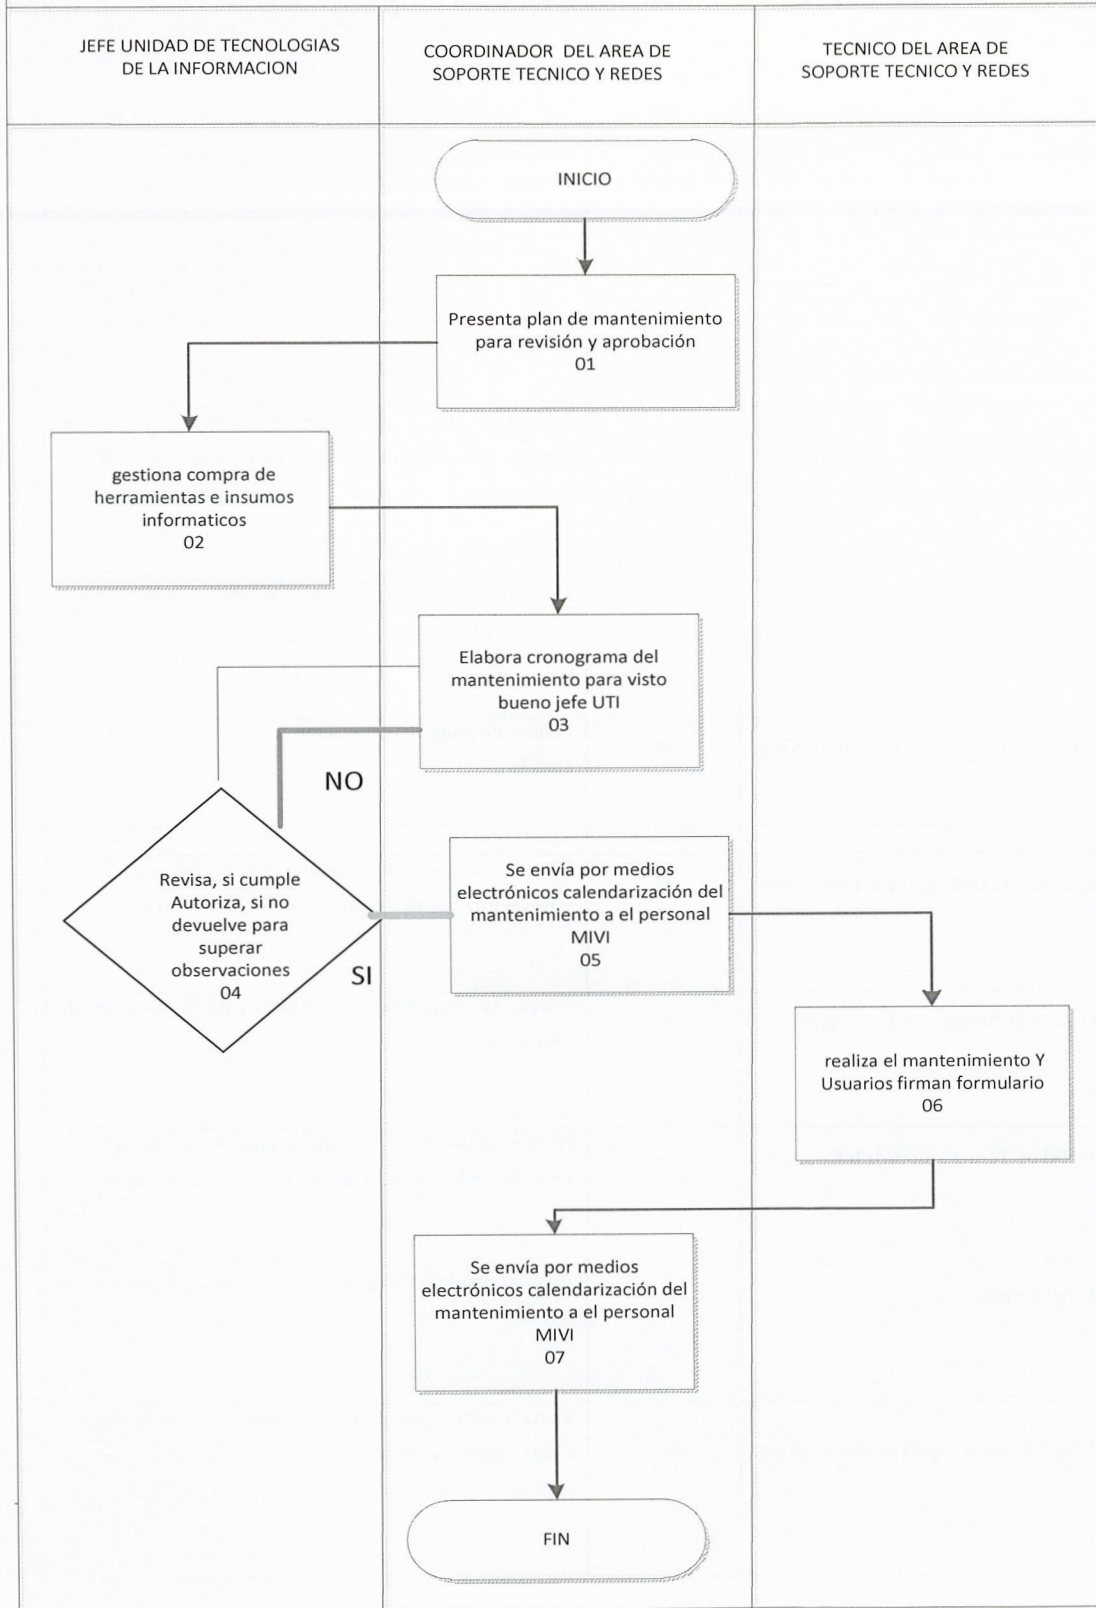 JEFE UNIDAD DE TECNOLOGIAS
DE LA INFORMACION
COORDINADOR DEL AREA DE
SOPORTE TECNICO Y REDES
TECNICO DEL AREA DE
SOPORTE TECNICO Y REDES
INICIO
Presenta plan de mantenimiento
para revisión y aprobación
01
gestiona compra de
herramientas e insumos
informaticos
02
Elabora cronograma del
mantenimiento para visto
bueno jefe UTI
03
NO
Revisa, si cumple
Autoriza, si no
devuelve para
superar
observaciones
04
SI
Se envía por medios
electrónicos calendarización del
mantenimiento a el personal
MIVI
05
realiza el mantenimiento Y
Usuarios firman formulario
06
Se envía por medios
electrónicos calendarización del
mantenimiento a el personal
MIVI
07
FIN